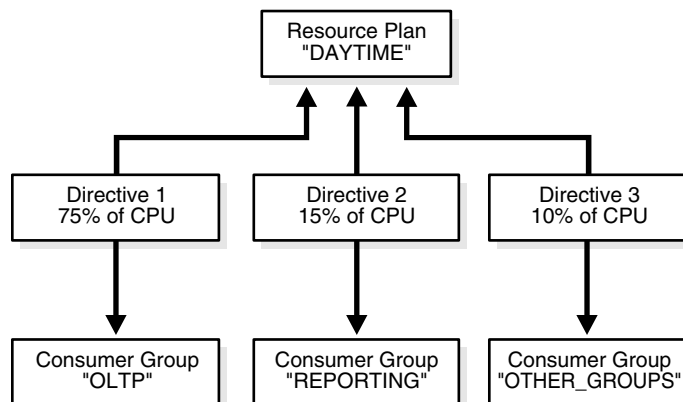 Resource Plan
"DAYTIME"
Directive 1
75% of CPU
Directive 2
15% of CPU
Directive 3
10% of CPU
Consumer Group
"OLTP"
Consumer Group
"REPORTING"
Consumer Group
"OTHER_GROUPS"